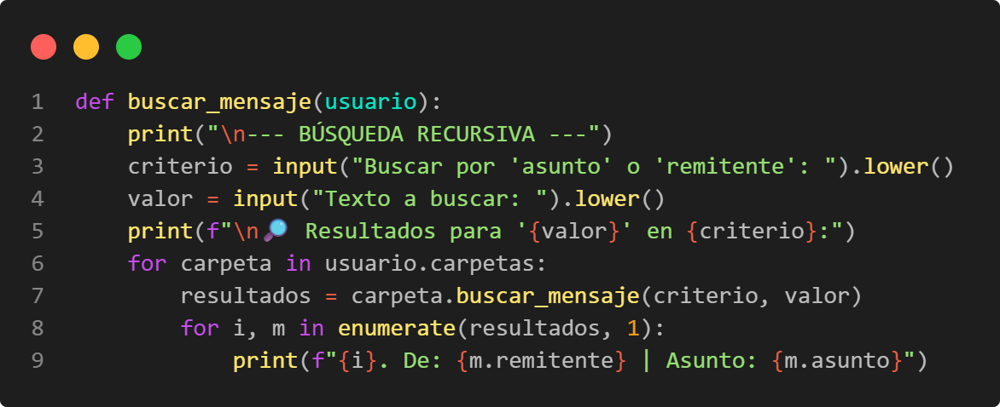 1 def buscar_mensaje(usuario):
2     print("\n--- BÚSQUEDA RECURSIVA ---")
3     criterio = input("Buscar por 'asunto' o 'remitente': ").lower()
4     valor = input("Texto a buscar: ").lower()
5     print(f"\n🔎 Resultados para '{valor}' en {criterio}:")
6     for carpeta in usuario.carpetas:
7         resultados = carpeta.buscar_mensaje(criterio, valor)
8         for i, m in enumerate(resultados, 1):
9             print(f"{i}. De: {m.remitente} | Asunto: {m.asunto}")